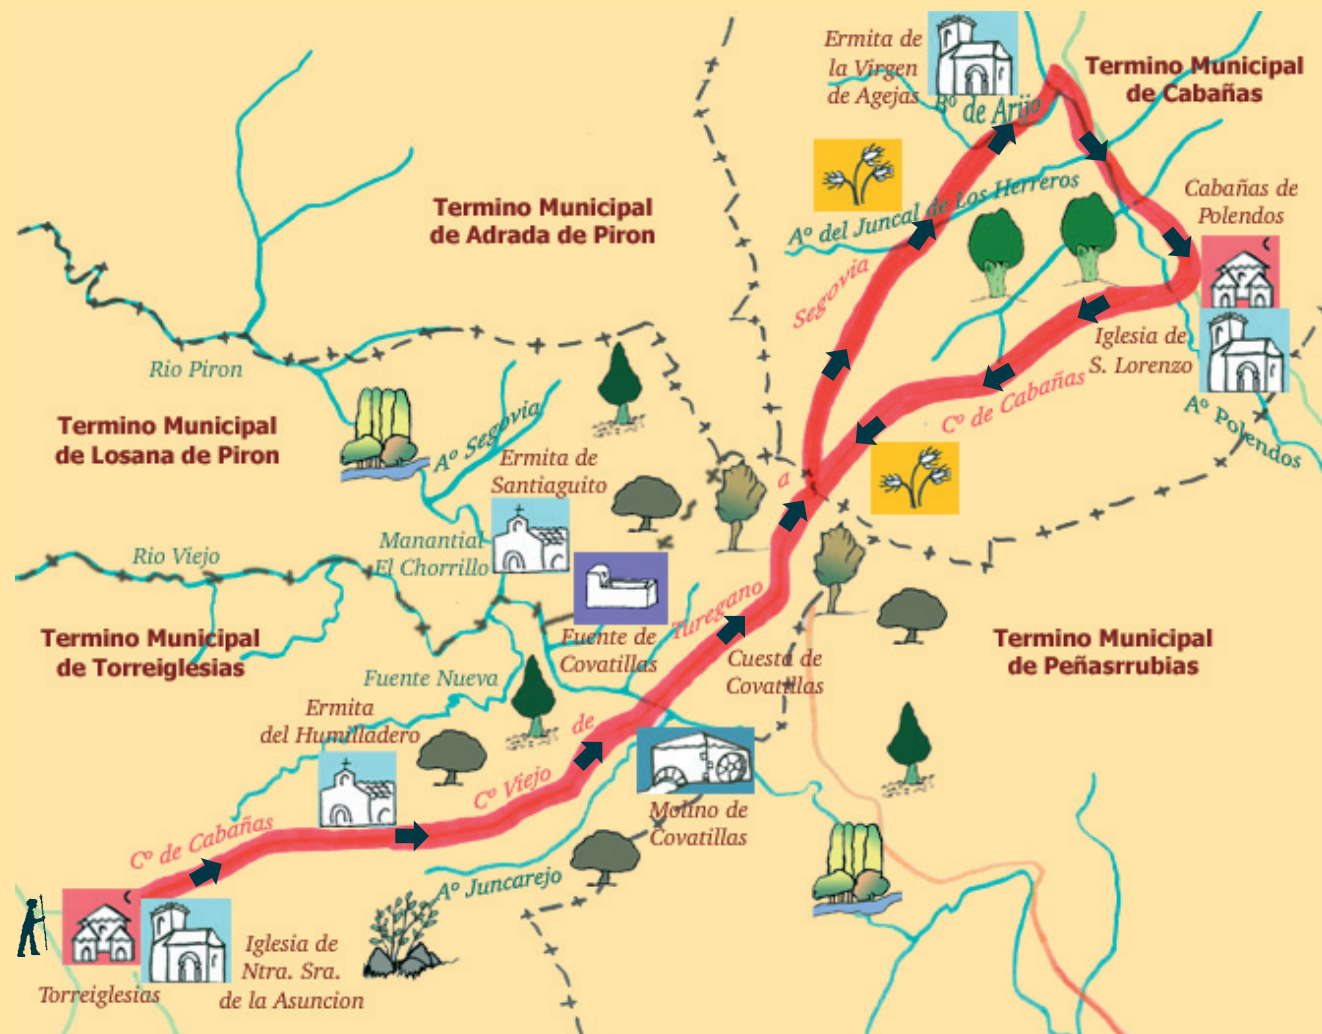 Ermita de
la Virgen
de Agejas
Rº de Arijo
Termino Municipal
de Cabañas
Aº del Juncal de Los Herreros
Cabañas de
Polendos
Termino Municipal
de Adrada de Piron
Segovia
Iglesia de
S. Lorenzo
Rio Piron
Cº de Cabañas
Aº Polendos
Termino Municipal
de Losana de Piron
Aº Segovia
Ermita de
Santiaguito
a
Manantial
El Chorrillo
Rio Viejo
Turegano
Fuente de
Covatillas
Termino Municipal
de Torreiglesias
Termino Municipal
de Peñasrrubias
Cuesta de
Covatillas
Fuente Nueva
Ermita
del Humilladero
de
Cº Viejo
Molino de
Covatillas
Cº de Cabañas
Aº Juncarejo
Iglesia de
Ntra. Sra.
de la Asuncion
Torreiglesias